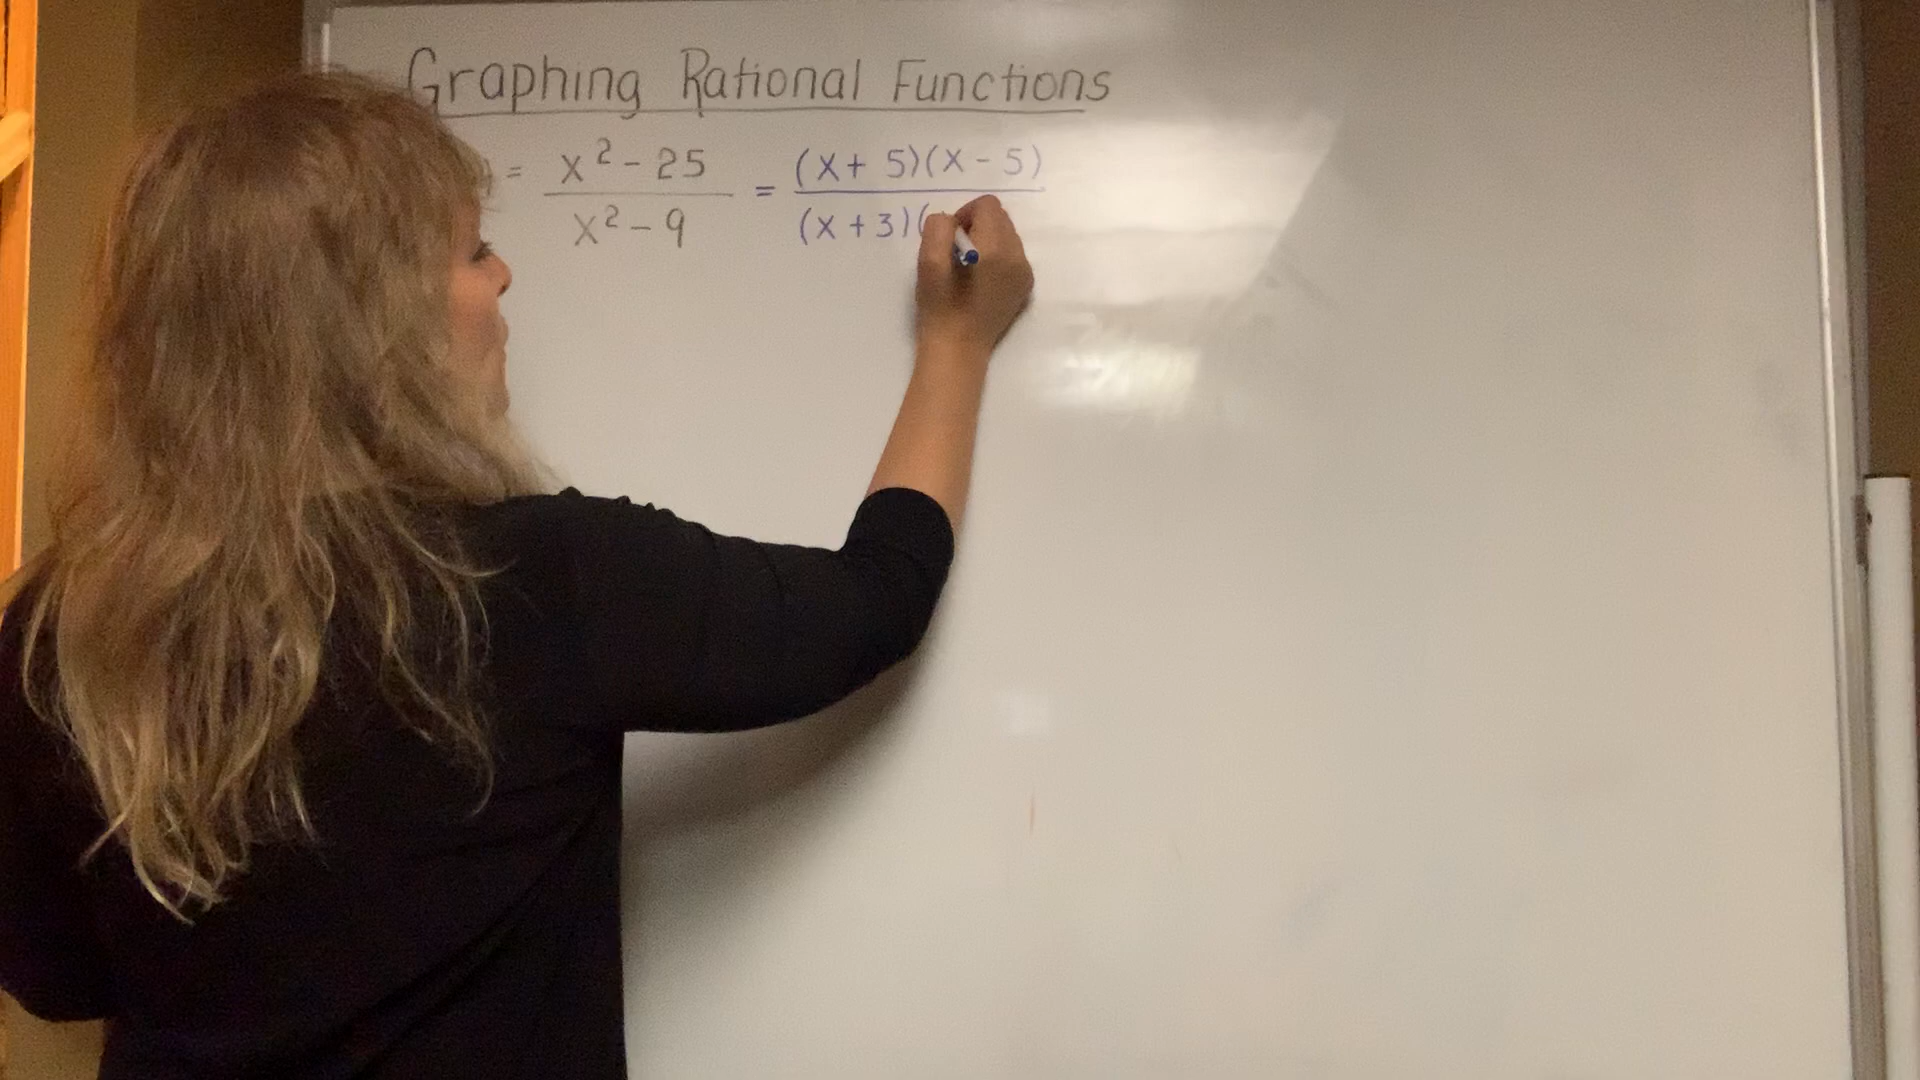 Graphing Rational Functions
= x² - 25 / x² - 9 = (x + 5)(x - 5) / (x + 3)(